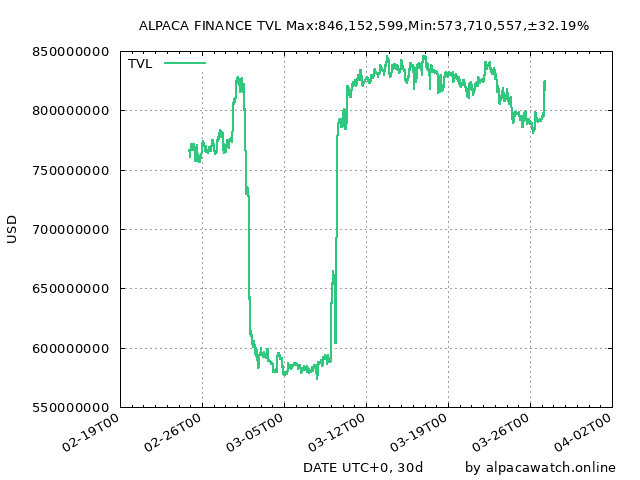 ALPACA FINANCE TVL Max:846,152,599,Min:573,710,557,±32.19%
TVL
850000000
800000000
750000000
700000000
650000000
600000000
550000000
USD
02-19T00
02-26T00
03-05T00
03-12T00
03-19T00
03-26T00
04-02T00
DATE UTC+0, 30d
by alpacawatch.online